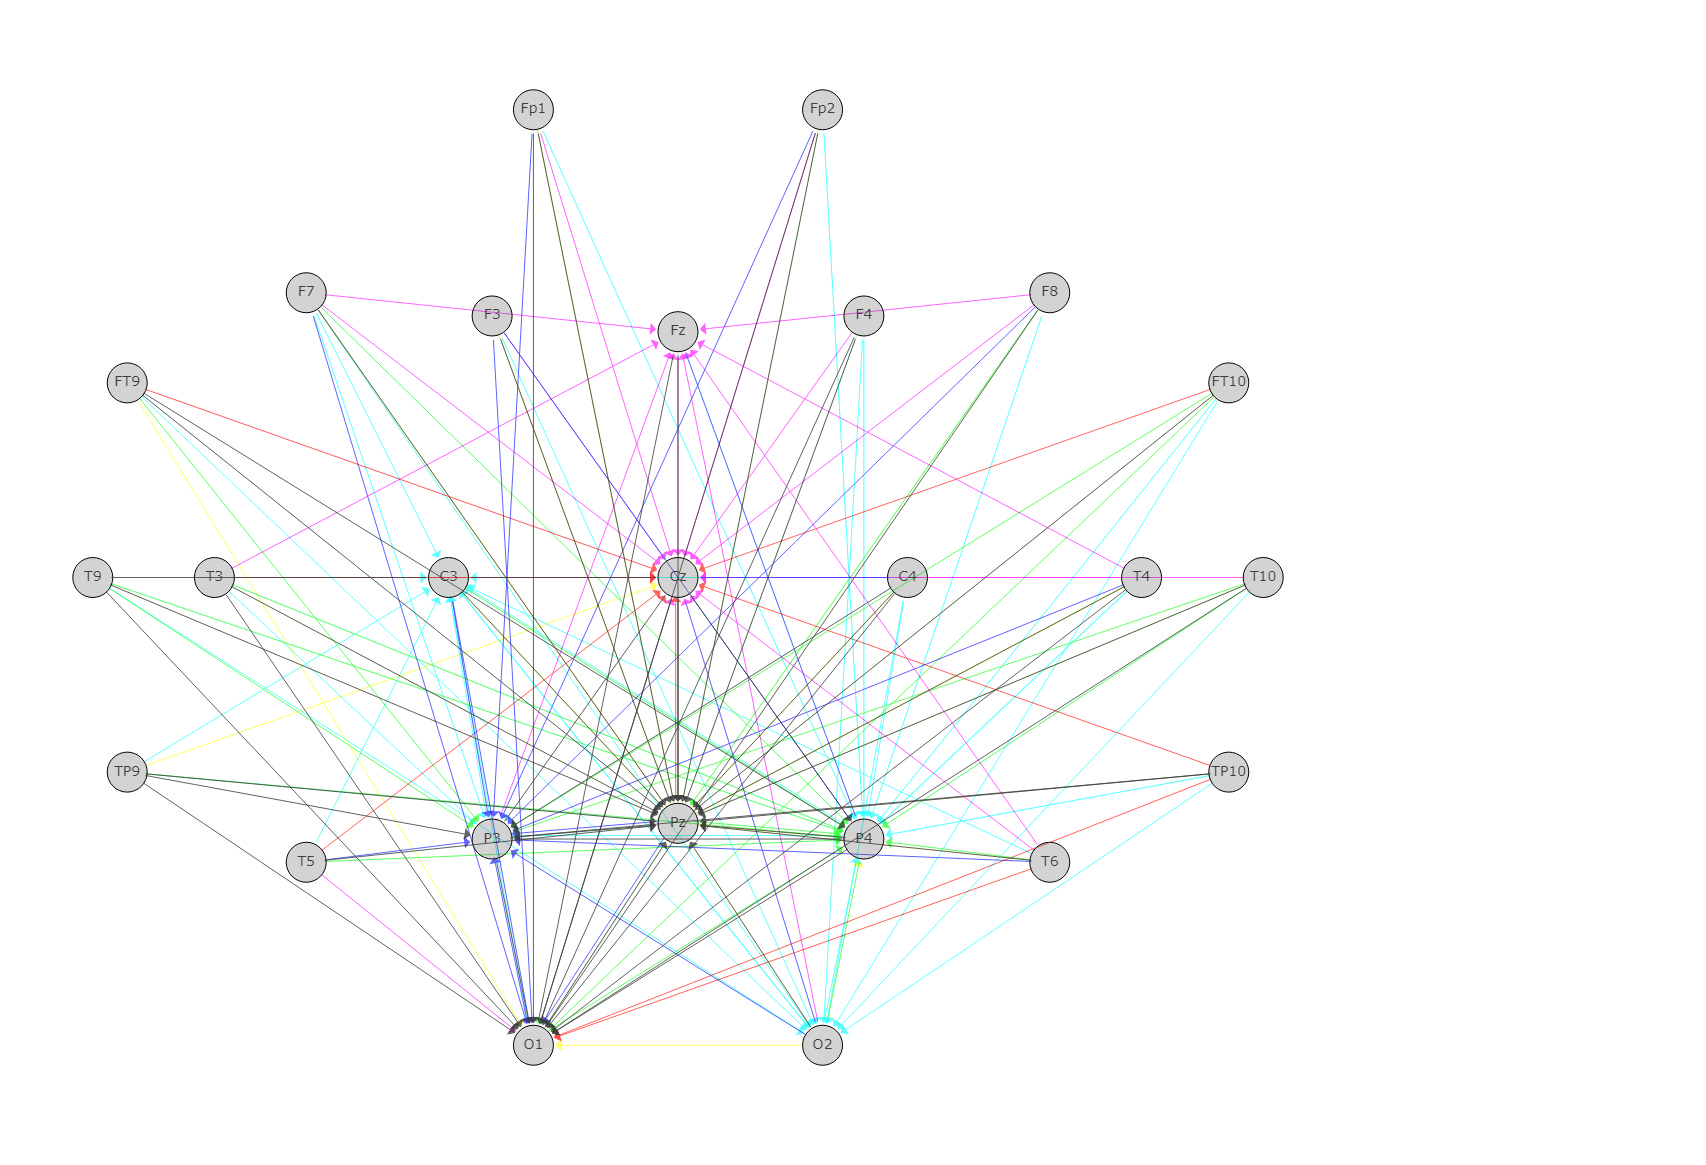 Fp1 Fp2
F7 F3 Fz F4 F8
FT9 FT10
T9 T3 C3 Cz C4 T4 T10
TP9 TP10
T5 P3 Pz P4 T6
O1 O2